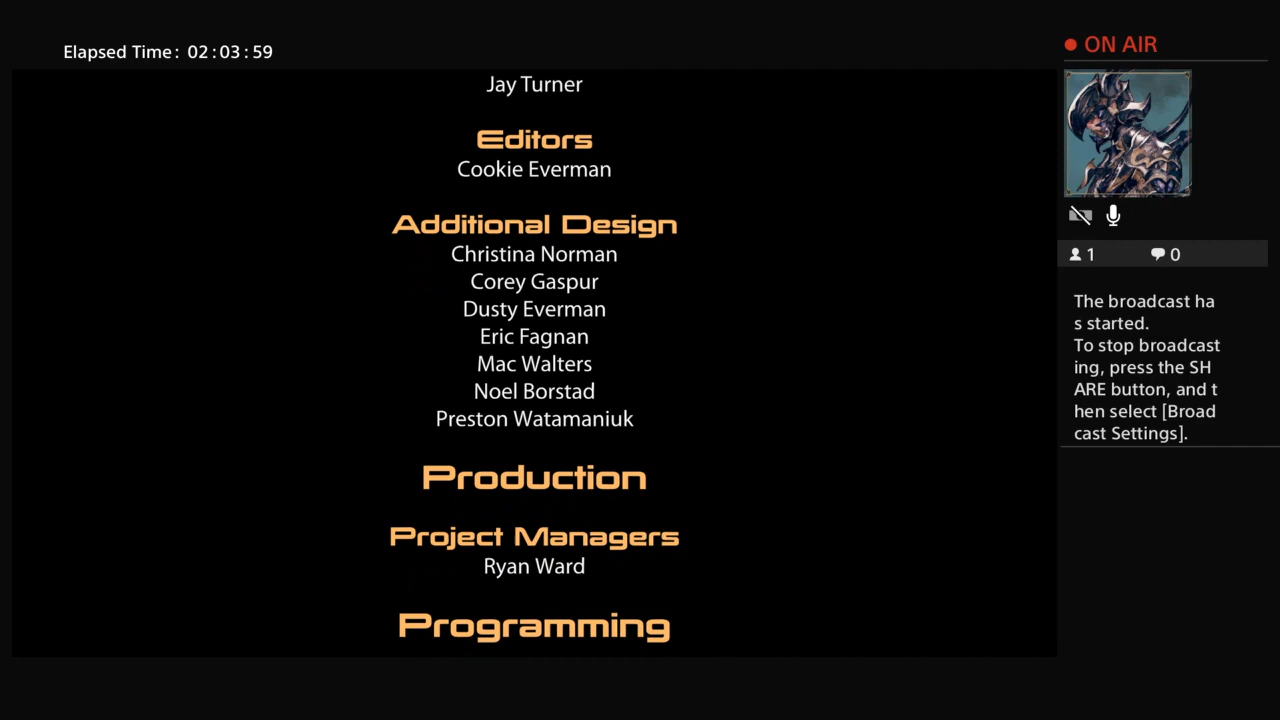 Elapsed Time: 02:03:59
ON AIR
Jay Turner
Editors
Cookie Everman
Additional Design
Christina Norman
Corey Gaspur
Dusty Everman
Eric Fagnan
Mac Walters
Noel Borstad
Preston Watamaniuk
Production
Project Managers
Ryan Ward
Programming
1
0
The broadcast ha
s started.
To stop broadcast
ing, press the SH
ARE button, and t
hen select [Broad
cast Settings].